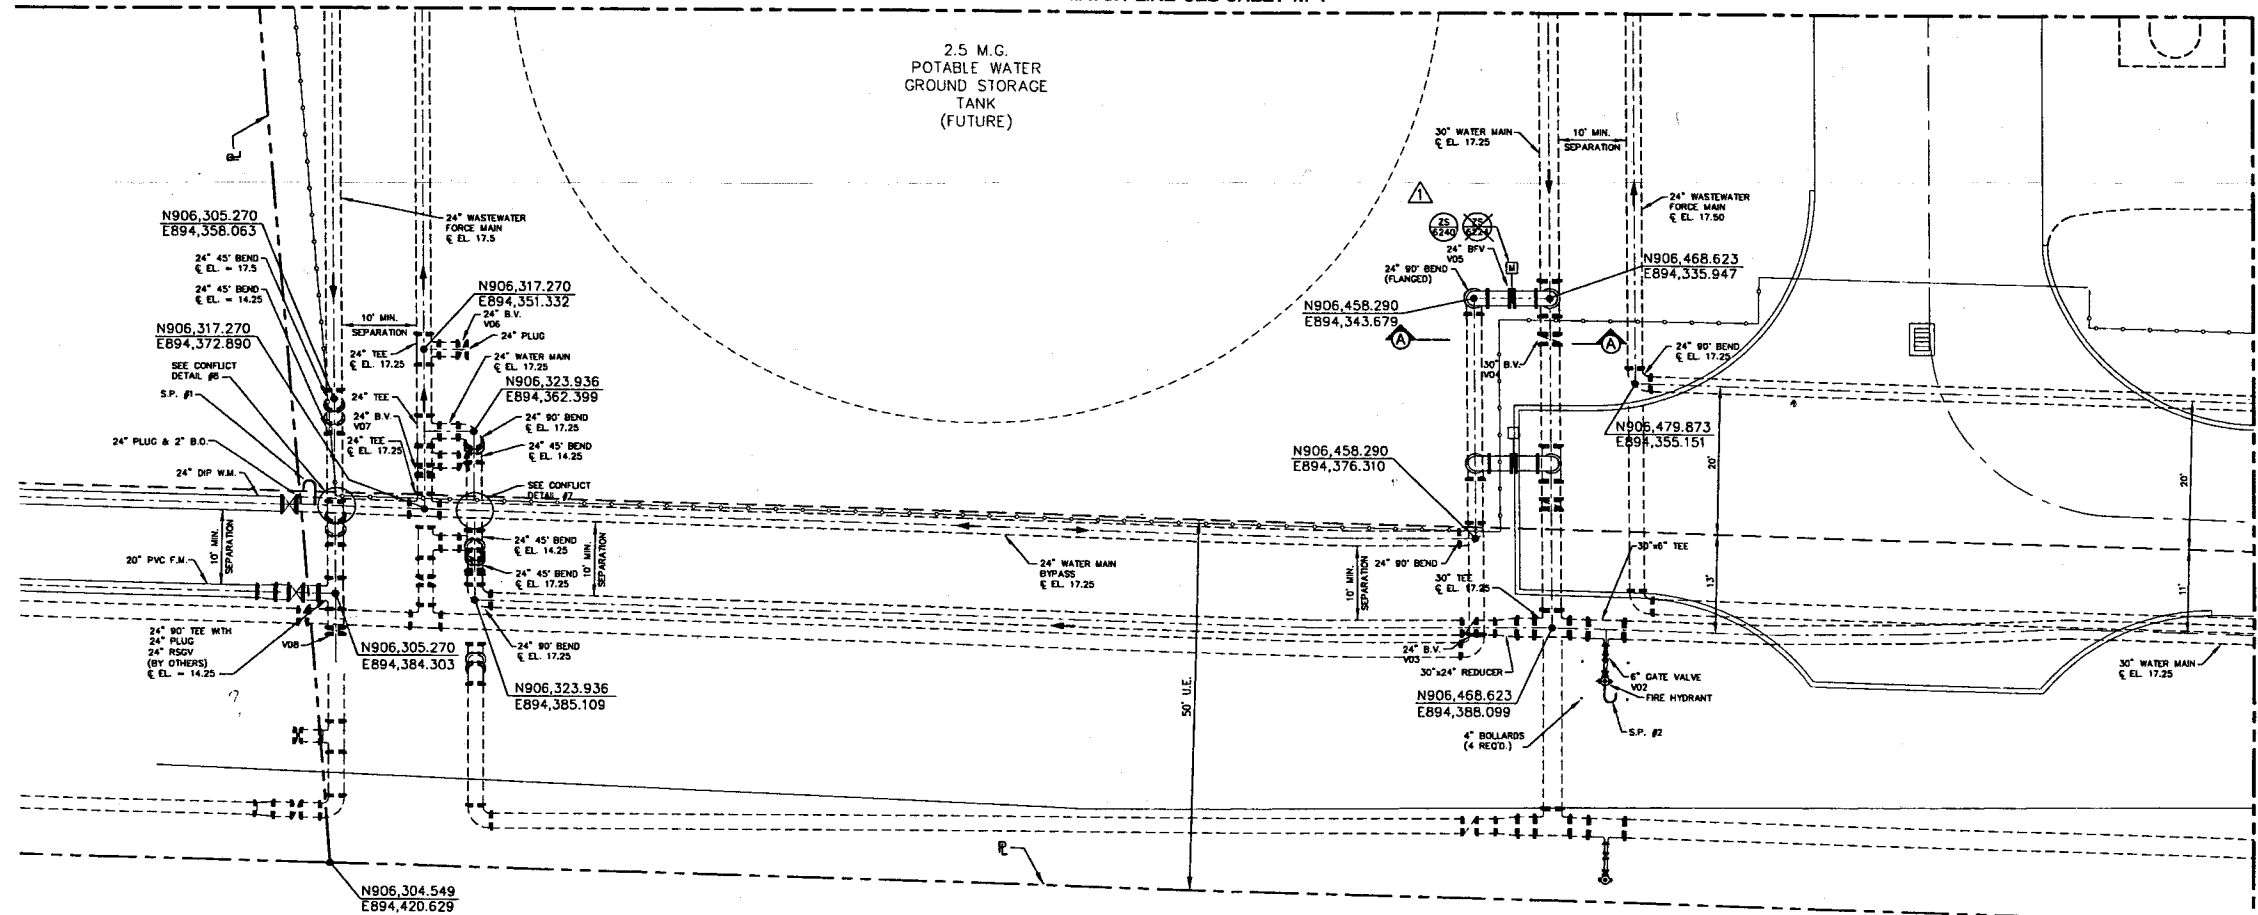 2.5 M.G.
POTABLE WATER
GROUND STORAGE
TANK
(FUTURE)
N906,305.270
E894,358.063
24" 45° BEND
℄ EL. = 17.5
24" 45° BEND
℄ EL. = 14.25
N906,317.270
E894,372.890
SEE CONFLICT
DETAIL #8
S.P. #1
24" PLUG & 2" B.O.
24" DIP W.M.
10' MIN.
SEPARATION
20" PVC F.M.
24" 90° TEE WITH
24" PLUG
24" RSGV
(BY OTHERS)
℄ EL. = 14.25
V08
N906,305.270
E894,384.303
N906,304.549
E894,420.629
24" WASTEWATER
FORCE MAIN
℄ EL. 17.5
10' MIN.
SEPARATION
N906,317.270
E894,351.332
24" B.V.
V06
24" PLUG
24" TEE
℄ EL. 17.25
24" WATER MAIN
℄ EL. 17.25
N906,323.936
E894,362.399
24" TEE
24" B.V.
V07
24" TEE
℄ EL. 17.25
24" 90° BEND
℄ EL. 17.25
24" 45° BEND
℄ EL. 14.25
SEE CONFLICT
DETAIL #7
24" 45° BEND
℄ EL. 14.25
24" 45° BEND
℄ EL. 17.25
10' MIN.
SEPARATION
24" 90° BEND
℄ EL. 17.25
N906,323.936
E894,385.109
24" WATER MAIN
BYPASS
℄ EL. 17.25
50' U.E.
℄ EL. 17.25
30" WATER MAIN
10' MIN.
SEPARATION
1
ZS
6240
ZS
6224
24" BFV
V05
M
24" 90° BEND
(FLANGED)
24" WASTEWATER
FORCE MAIN
℄ EL. 17.50
N906,468.623
E894,335.947
N906,458.290
E894,343.679
A
A
30" B.V.
V04
24" 90° BEND
℄ EL. 17.25
N906,479.873
E894,355.151
N906,458.290
E894,376.310
20'
20'
13'
11'
24" 90° BEND
10' MIN.
SEPARATION
30" TEE
℄ EL. 17.25
30"x6" TEE
24" B.V.
V03
30"x24" REDUCER
N906,468.623
E894,388.099
6" GATE VALVE
V02
FIRE HYDRANT
S.P. #2
4" BOLLARDS
(4 REQ'D.)
30" WATER MAIN
℄ EL. 17.25